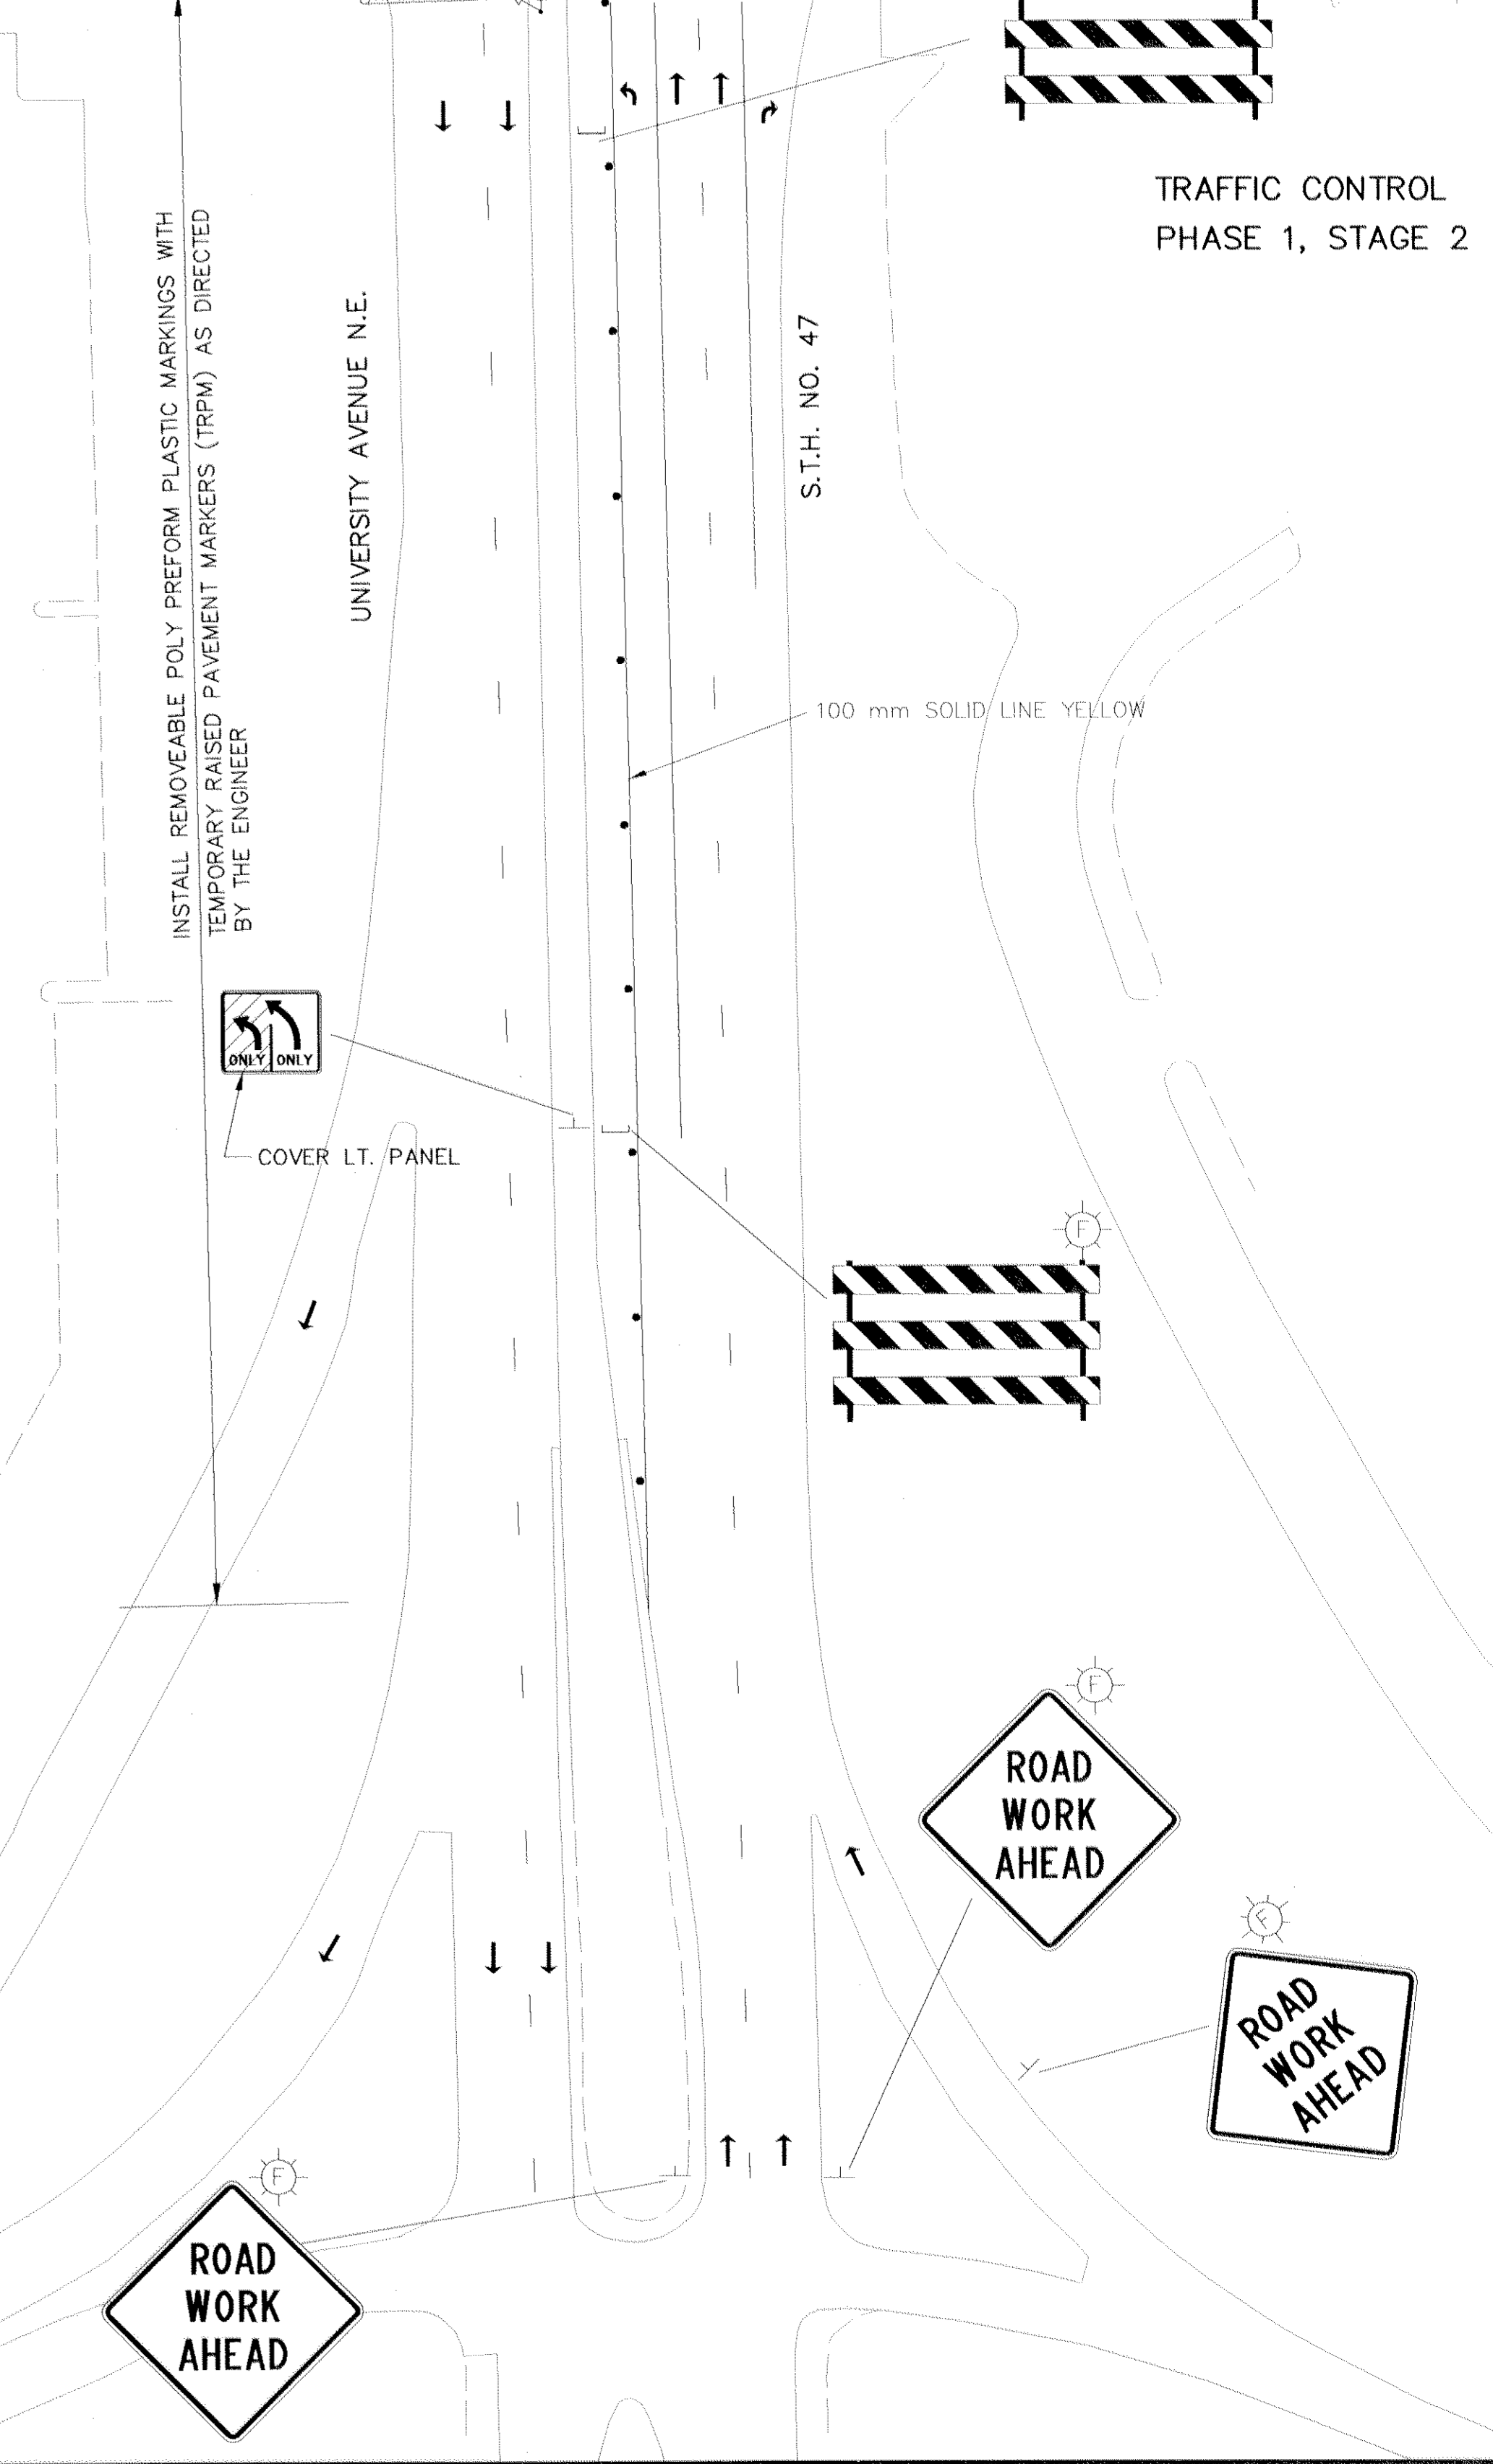 TRAFFIC CONTROL
PHASE 1, STAGE 2
INSTALL REMOVEABLE POLY PREFORM PLASTIC MARKINGS WITH
TEMPORARY RAISED PAVEMENT MARKERS (TRPM) AS DIRECTED
BY THE ENGINEER
UNIVERSITY AVENUE N.E.
S.T.H. NO. 47
100 mm SOLID LINE YELLOW
ONLY ONLY
COVER LT. PANEL
F
F
ROAD
WORK
AHEAD
F
ROAD
WORK
AHEAD
F
ROAD
WORK
AHEAD